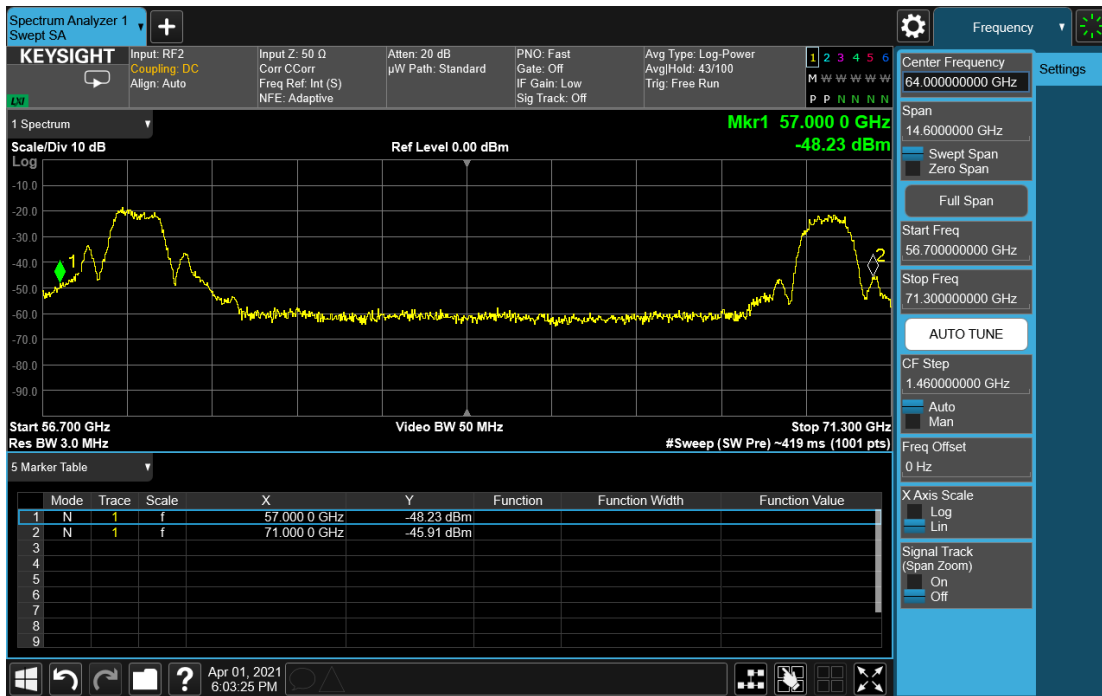 Spectrum Analyzer 1
Swept SA
+
Frequency
KEYSIGHT
LXI
Input: RF2
Coupling: DC
Align: Auto
Input Z: 50 Ω
Corr CCorr
Freq Ref: Int (S)
NFE: Adaptive
Atten: 20 dB
µW Path: Standard
PNO: Fast
Gate: Off
IF Gain: Low
Sig Track: Off
Avg Type: Log-Power
Avg|Hold: 43/100
Trig: Free Run
1 2 3 4 5 6
M W W W W W
P P N N N N
1 Spectrum
Mkr1 57.000 0 GHz
-48.23 dBm
Scale/Div 10 dB
Ref Level 0.00 dBm
Log
-10.0
-20.0
-30.0
-40.0
-50.0
-60.0
-70.0
-80.0
-90.0
1
2
Start 56.700 GHz
Video BW 50 MHz
Stop 71.300 GHz
Res BW 3.0 MHz
#Sweep (SW Pre) ~419 ms (1001 pts)
5 Marker Table
Mode Trace Scale X Y Function Function Width Function Value
1 N 1 f 57.000 0 GHz -48.23 dBm
2 N 1 f 71.000 0 GHz -45.91 dBm
3
4
5
6
7
8
9
Center Frequency
64.000000000 GHz
Settings
Span
14.6000000 GHz
Swept Span
Zero Span
Full Span
Start Freq
56.700000000 GHz
Stop Freq
71.300000000 GHz
AUTO TUNE
CF Step
1.460000000 GHz
Auto
Man
Freq Offset
0 Hz
X Axis Scale
Log
Lin
Signal Track
(Span Zoom)
On
Off
?
Apr 01, 2021
6:03:25 PM